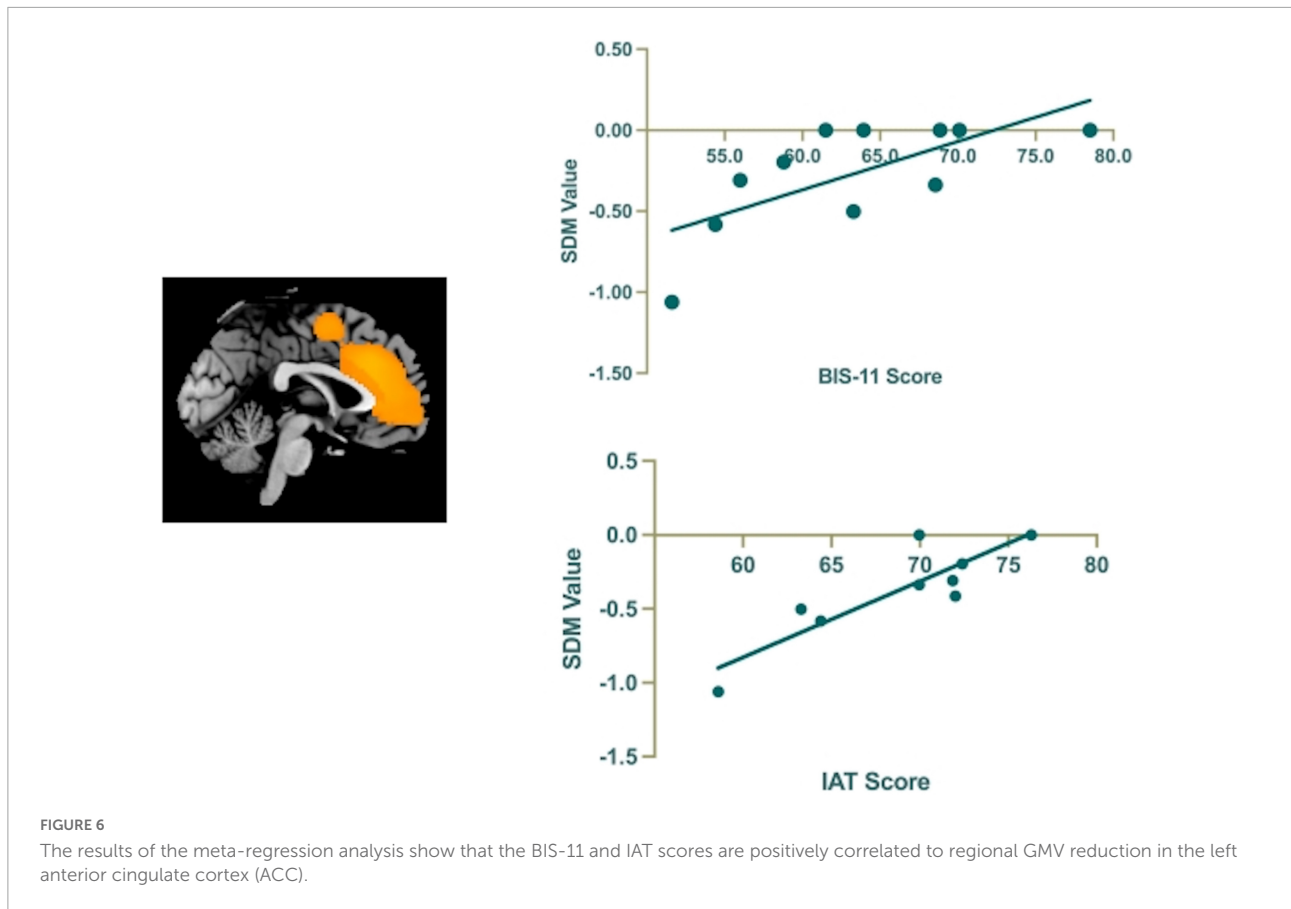 0.50
0.00
55.0 60.0 65.0 70.0 75.0 80.0
-0.50
-1.00
-1.50
SDM Value
BIS-11 Score
0.5
0.0
60 65 70 75 80
-0.5
-1.0
-1.5
SDM Value
IAT Score
FIGURE 6
The results of the meta-regression analysis show that the BIS-11 and IAT scores are positively correlated to regional GMV reduction in the left
anterior cingulate cortex (ACC).